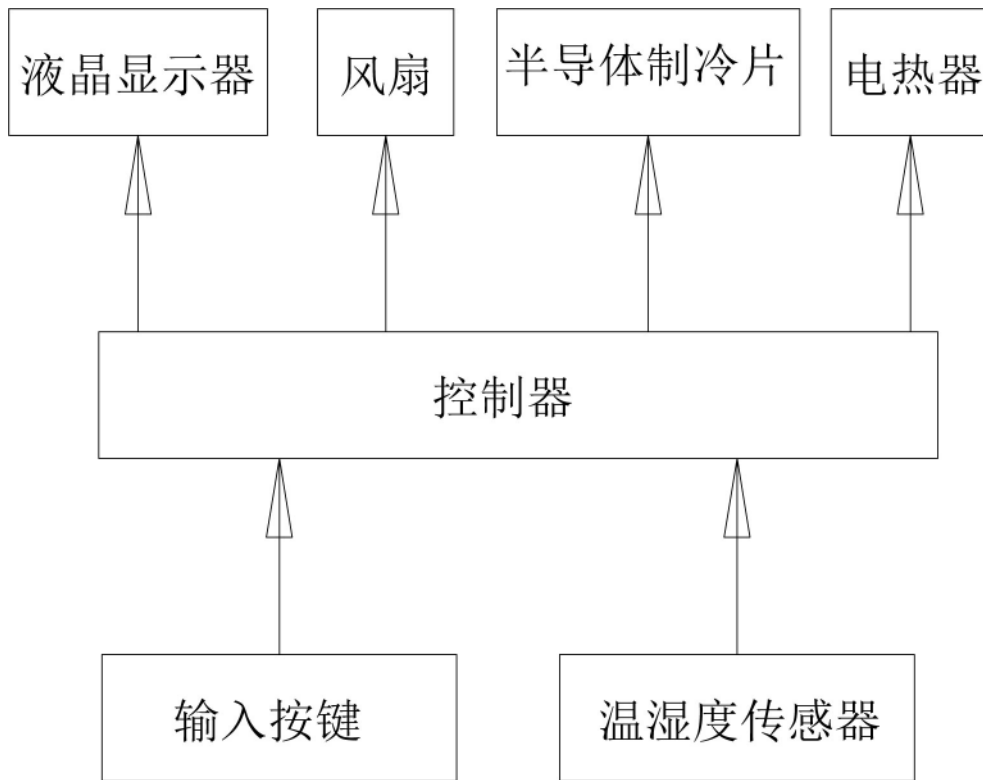 液晶显示器
风扇
半导体制冷片
电热器
控制器
输入按键
温湿度传感器